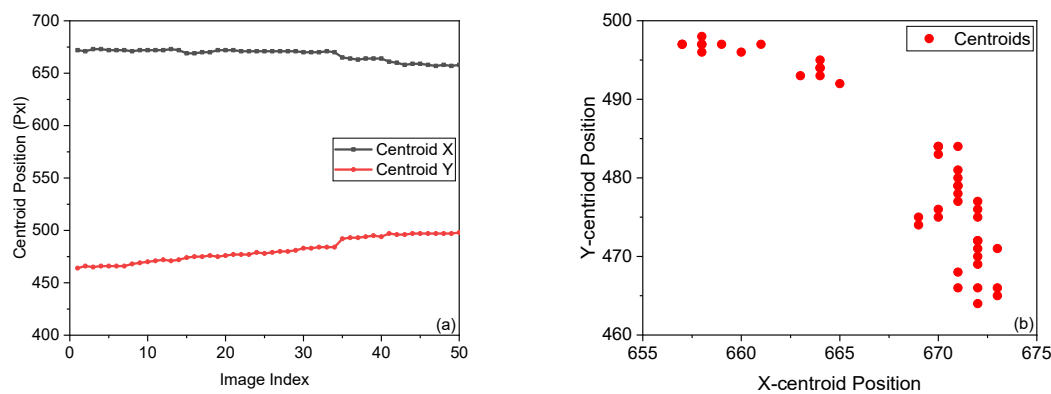 700
650
600
550
500
450
400
Centroid Position (Pxl)
Centroid X
Centroid Y
(a)
0 10 20 30 40 50
Image Index
500
490
480
470
460
Y-centriod Position
Centroids
(b)
655 660 665 670 675
X-centroid Position